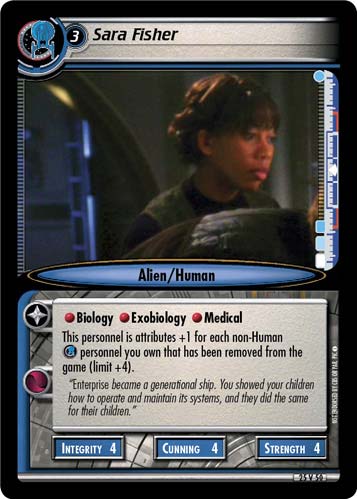 3 Sara Fisher
Alien/Human
Biology Exobiology Medical
This personnel is attributes +1 for each non-Human
personnel you own that has been removed from the
game (limit +4).
“Enterprise became a generational ship. You showed your children
how to operate and maintain its systems, and they did the same
for their children.”
INTEGRITY 4 CUNNING 4 STRENGTH 4
25 V 50